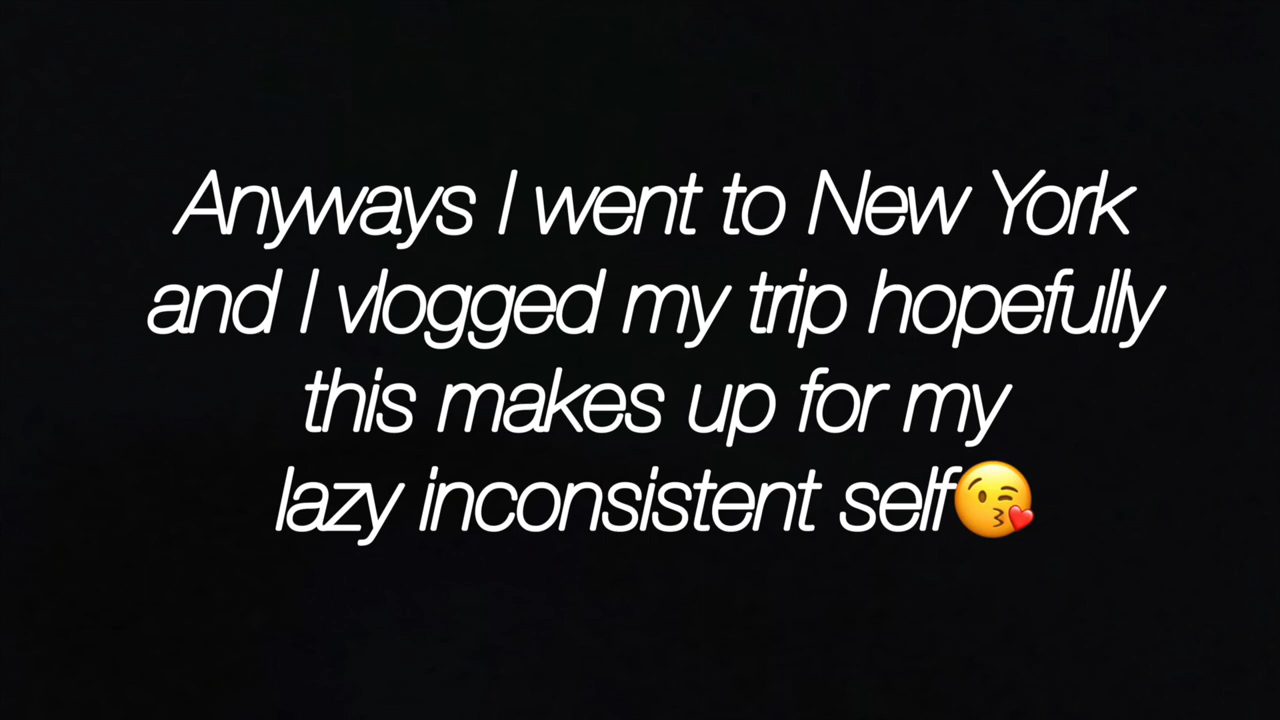 Anyways I went to New York
and I vlogged my trip hopefully
this makes up for my
lazy inconsistent self😘